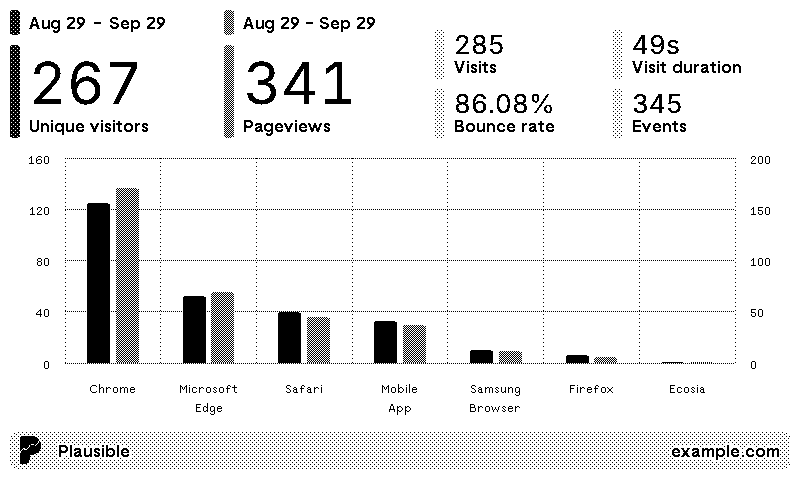 Aug 29 - Sep 29
267
Unique visitors
Aug 29 - Sep 29
341
Pageviews
285
Visits
49s
Visit duration
86.08%
Bounce rate
345
Events
160
120
80
40
0
200
150
100
50
0
Chrome
Microsoft
Edge
Safari
Mobile
App
Samsung
Browser
Firefox
Ecosia
Plausible
example.com